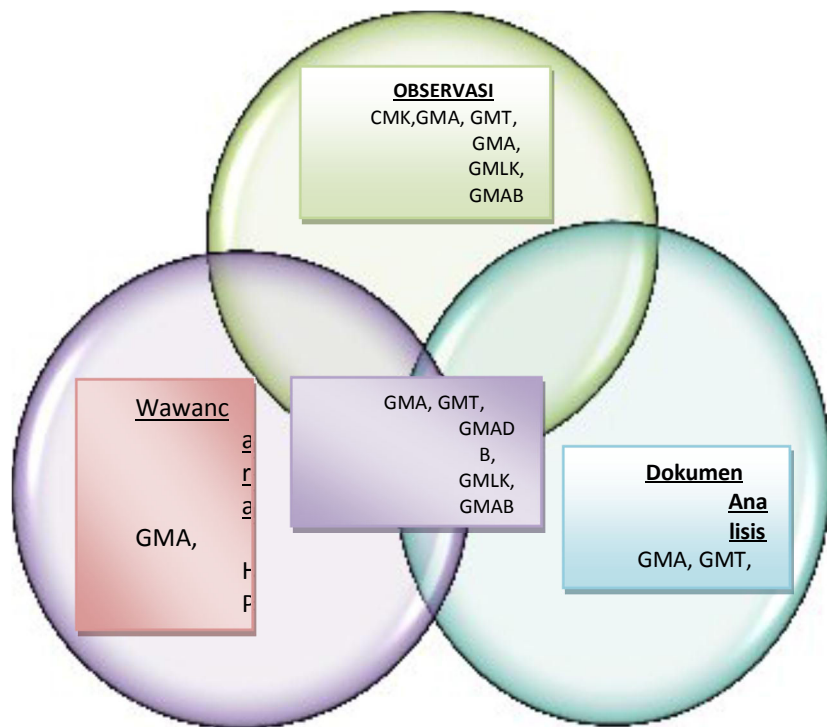 OBSERVASI
CMK,GMA, GMT,
GMA,
GMLK,
GMAB
Wawanc
a
r
a
GMA,
H
P
GMA, GMT,
GMAD
B,
GMLK,
GMAB
Dokumen
Ana
lisis
GMA, GMT,